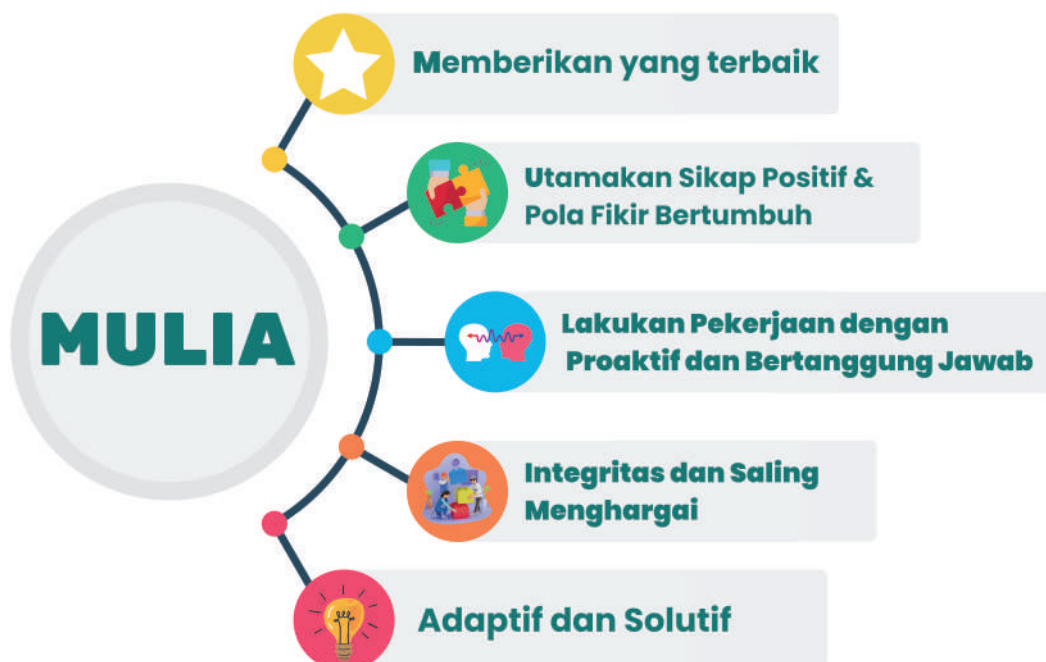 MULIA
Memberikan yang terbaik
Utamakan Sikap Positif &
Pola Fikir Bertumbuh
Lakukan Pekerjaan dengan
Proaktif dan Bertanggung Jawab
Integritas dan Saling
Menghargai
Adaptif dan Solutif